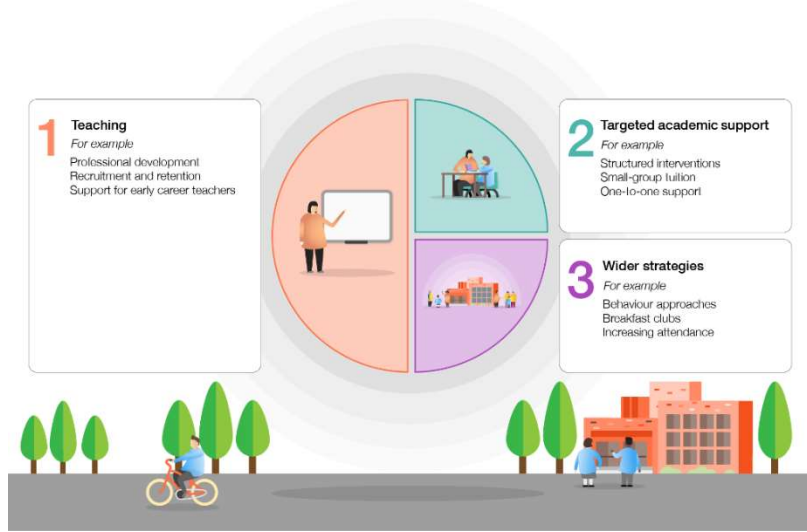 1
Teaching
For example
Professional development
Recruitment and retention
Support for early career teachers
2
Targeted academic support
For example
Structured interventions
Small-group tuition
One-to-one support
3
Wider strategies
For example
Behaviour approaches
Breakfast clubs
Increasing attendance